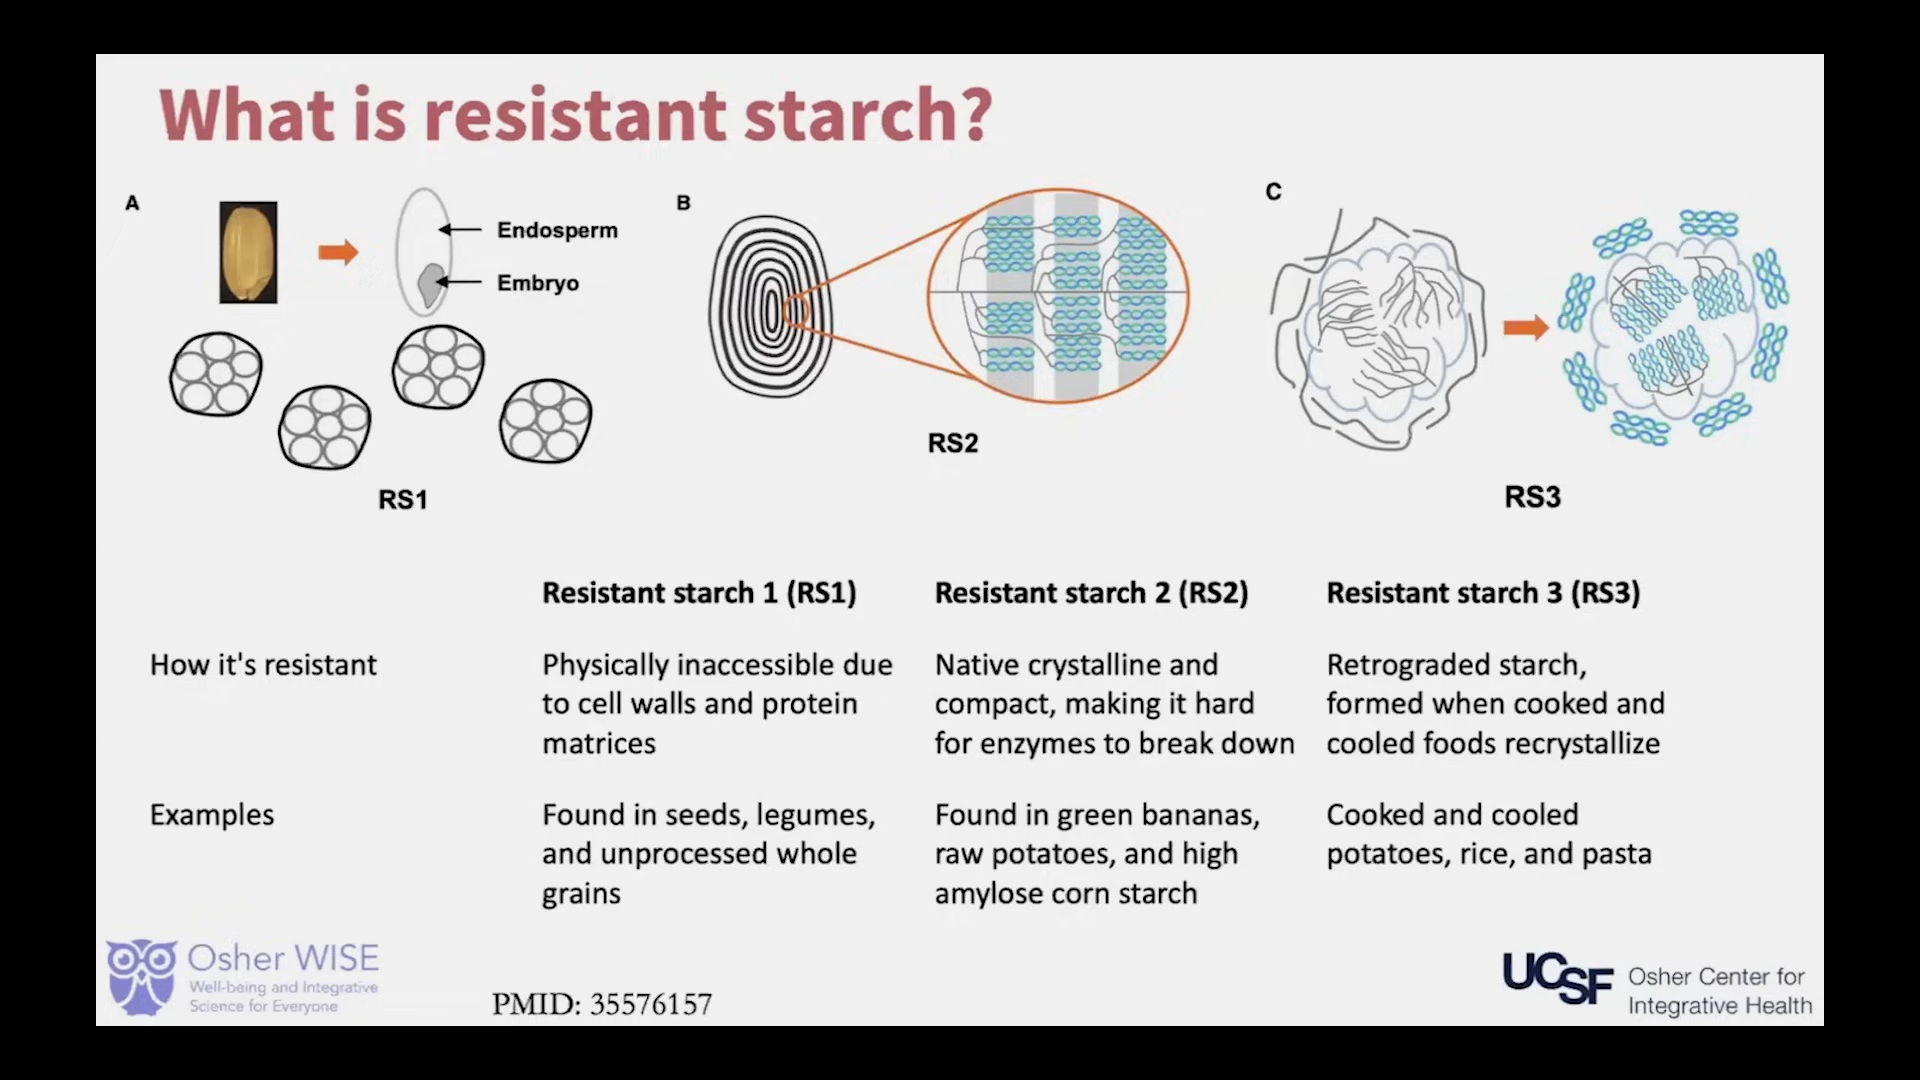 What is resistant starch?
A
Endosperm
Embryo
RS1
B
RS2
C
RS3
Resistant starch 1 (RS1)
Resistant starch 2 (RS2)
Resistant starch 3 (RS3)
How it's resistant
Physically inaccessible due
to cell walls and protein
matrices
Native crystalline and
compact, making it hard
for enzymes to break down
Retrograded starch,
formed when cooked and
cooled foods recrystallize
Examples
Found in seeds, legumes,
and unprocessed whole
grains
Found in green bananas,
raw potatoes, and high
amylose corn starch
Cooked and cooled
potatoes, rice, and pasta
Osher WISE
Well-being and Integrative
Science for Everyone
PMID: 35576157
UCSF
Osher Center for
Integrative Health